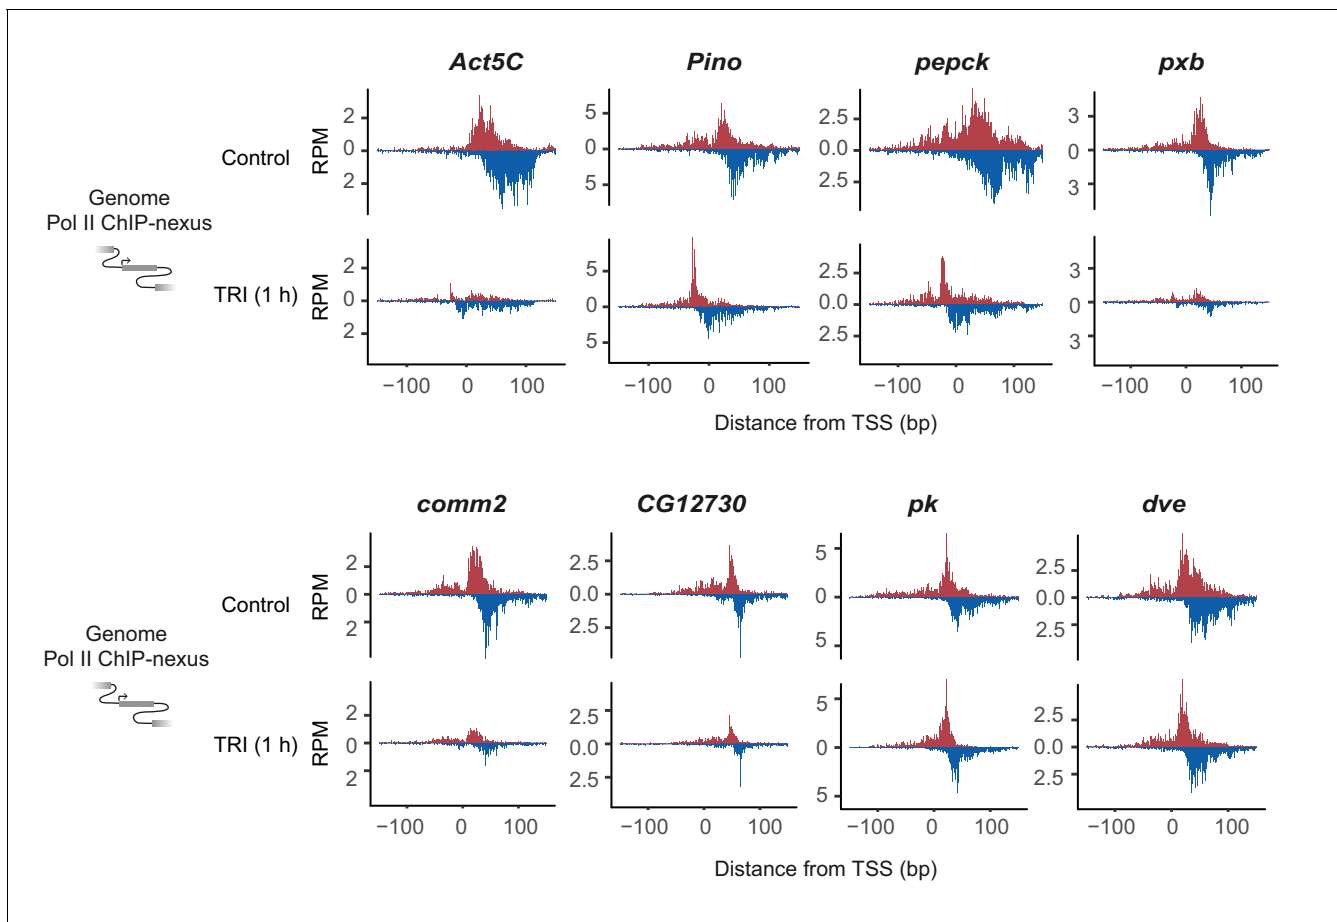 Act5C Pino pepck pxb
Control
RPM
2
0
2
5
0
5
2.5
0.0
2.5
3
0
3
Genome
Pol II ChIP-nexus
TRI (1 h)
RPM
2
0
2
5
0
5
2.5
0.0
2.5
3
0
3
−100 0 100 −100 0 100 −100 0 100 −100 0 100
Distance from TSS (bp)
comm2 CG12730 pk dve
Control
RPM
2
0
2
2.5
0.0
2.5
5
0
5
2.5
0.0
2.5
Genome
Pol II ChIP-nexus
TRI (1 h)
RPM
2
0
2
2.5
0.0
2.5
5
0
5
2.5
0.0
2.5
−100 0 100 −100 0 100 −100 0 100 −100 0 100
Distance from TSS (bp)